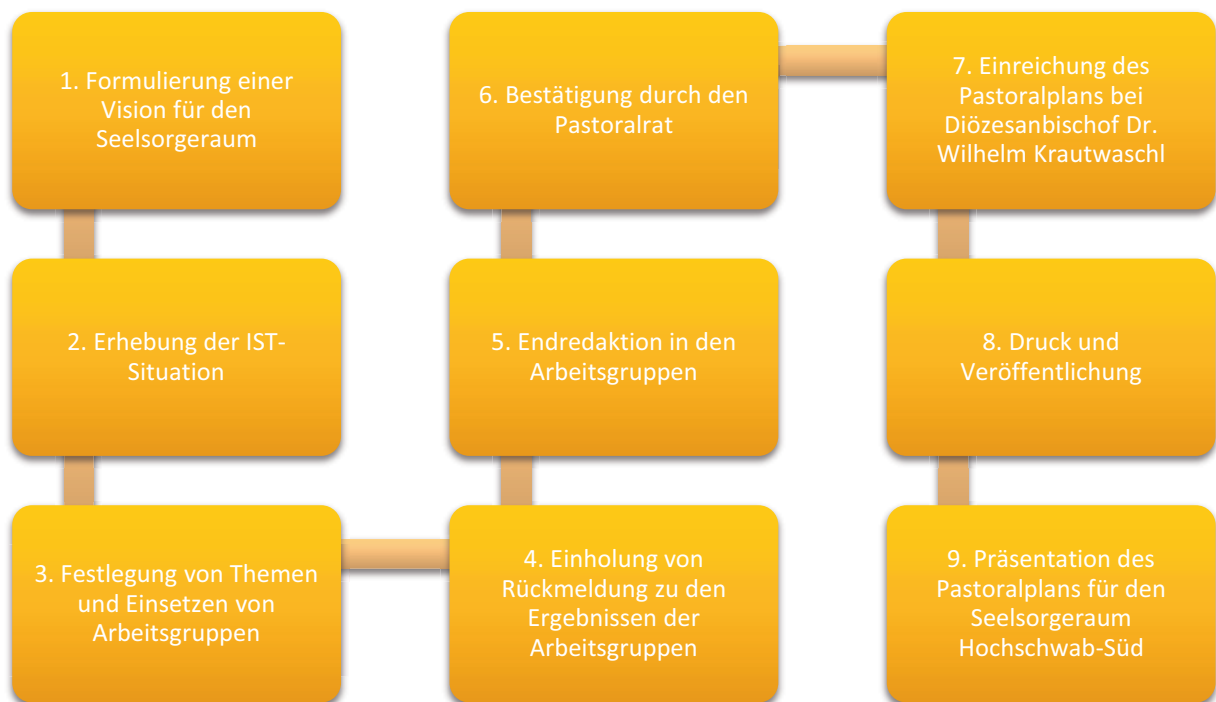 1. Formulierung einer
Vision für den
Seelsorgeraum
2. Erhebung der IST-
Situation
3. Festlegung von Themen
und Einsetzen von
Arbeitsgruppen
4. Einholung von
Rückmeldung zu den
Ergebnissen der
Arbeitsgruppen
5. Endredaktion in den
Arbeitsgruppen
6. Bestätigung durch den
Pastoralrat
7. Einreichung des
Pastoralplans bei
Diözesanbischof Dr.
Wilhelm Krautwaschl
8. Druck und
Veröffentlichung
9. Präsentation des
Pastoralplans für den
Seelsorgeraum
Hochschwab-Süd